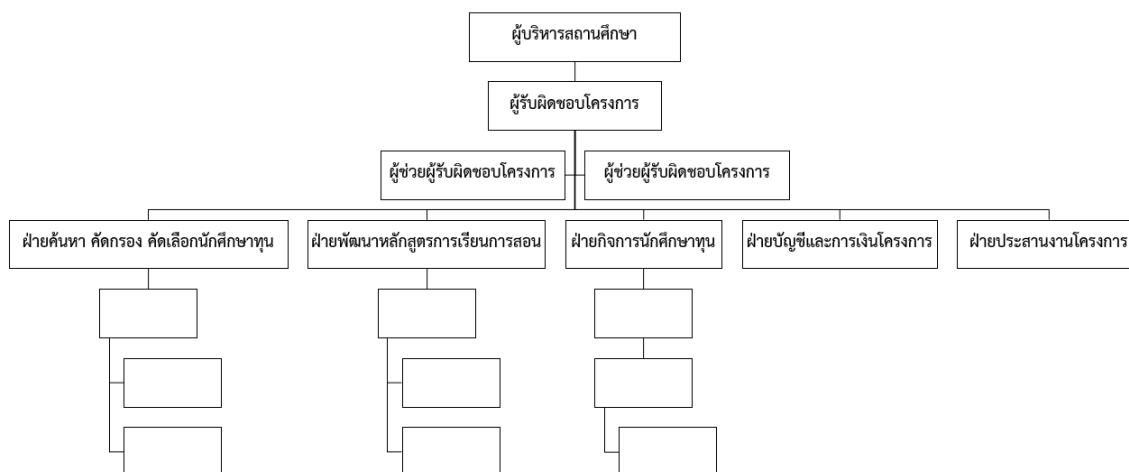 ผู้บริหารสถานศึกษา
ผู้รับผิดชอบโครงการ
ผู้ช่วยผู้รับผิดชอบโครงการ
ผู้ช่วยผู้รับผิดชอบโครงการ
ฝ่ายค้นหา คัดกรอง คัดเลือกนักศึกษาทุน
ฝ่ายพัฒนาหลักสูตรการเรียนการสอน
ฝ่ายกิจการนักศึกษาทุน
ฝ่ายบัญชีและการเงินโครงการ
ฝ่ายประสานงานโครงการ